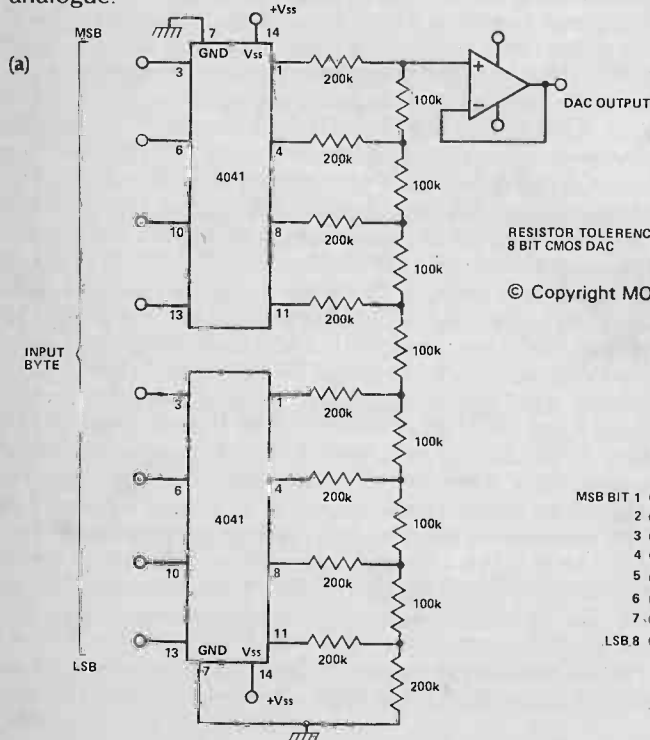 analogue.
(a)
MSB
+Vss
7
14
GND
Vss
3
1
200k
100k
+
−
DAC OUTPUT
6
4
200k
100k
4041
10
8
200k
RESISTOR TOLERENC
8 BIT CMOS DAC
100k
13
11
200k
© Copyright MO
100k
INPUT
BYTE
3
1
200k
100k
6
4
200k
4041
100k
10
8
200k
100k
13
11
200k
GND
Vss
7
14
+Vss
200k
LSB
MSB BIT 1
2
3
4
5
6
7
LSB 8